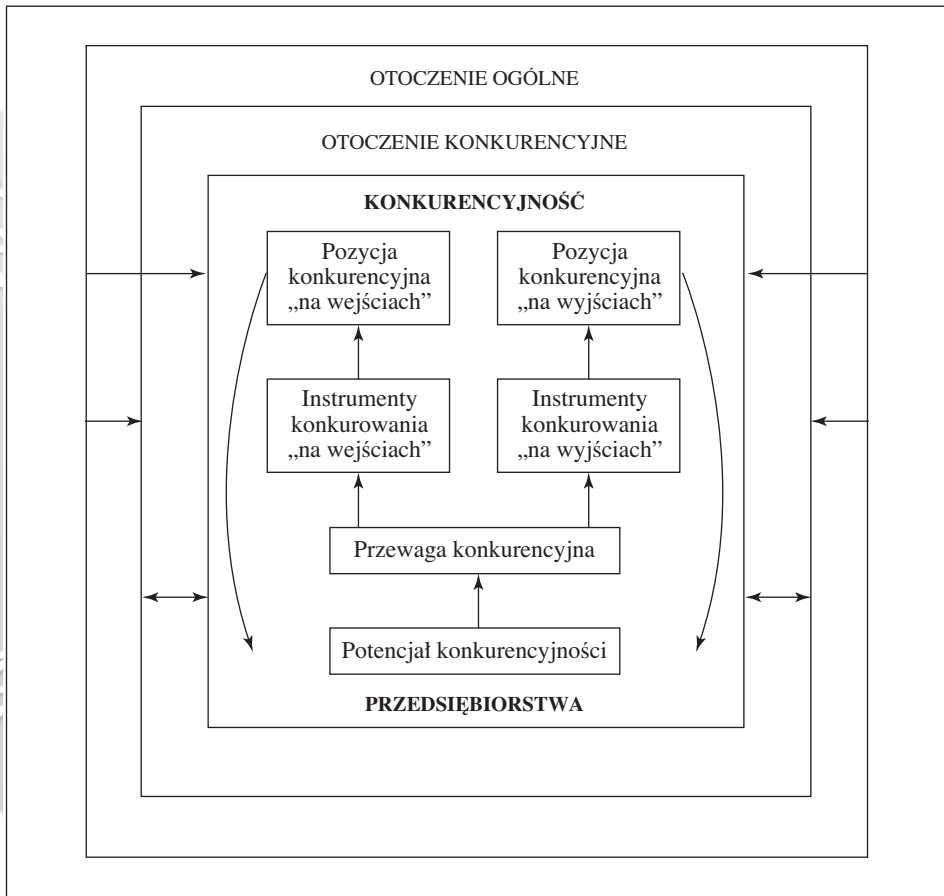 OTOCZENIE OGÓLNE
OTOCZENIE KONKURENCYJNE
KONKURENCYJNOŚĆ
Pozycja
konkurencyjna
„na wejściach”
Pozycja
konkurencyjna
„na wyjściach”
Instrumenty
konkurowania
„na wejściach”
Instrumenty
konkurowania
„na wyjściach”
Przewaga konkurencyjna
Potencjał konkurencyjności
PRZEDSIĘBIORSTWA